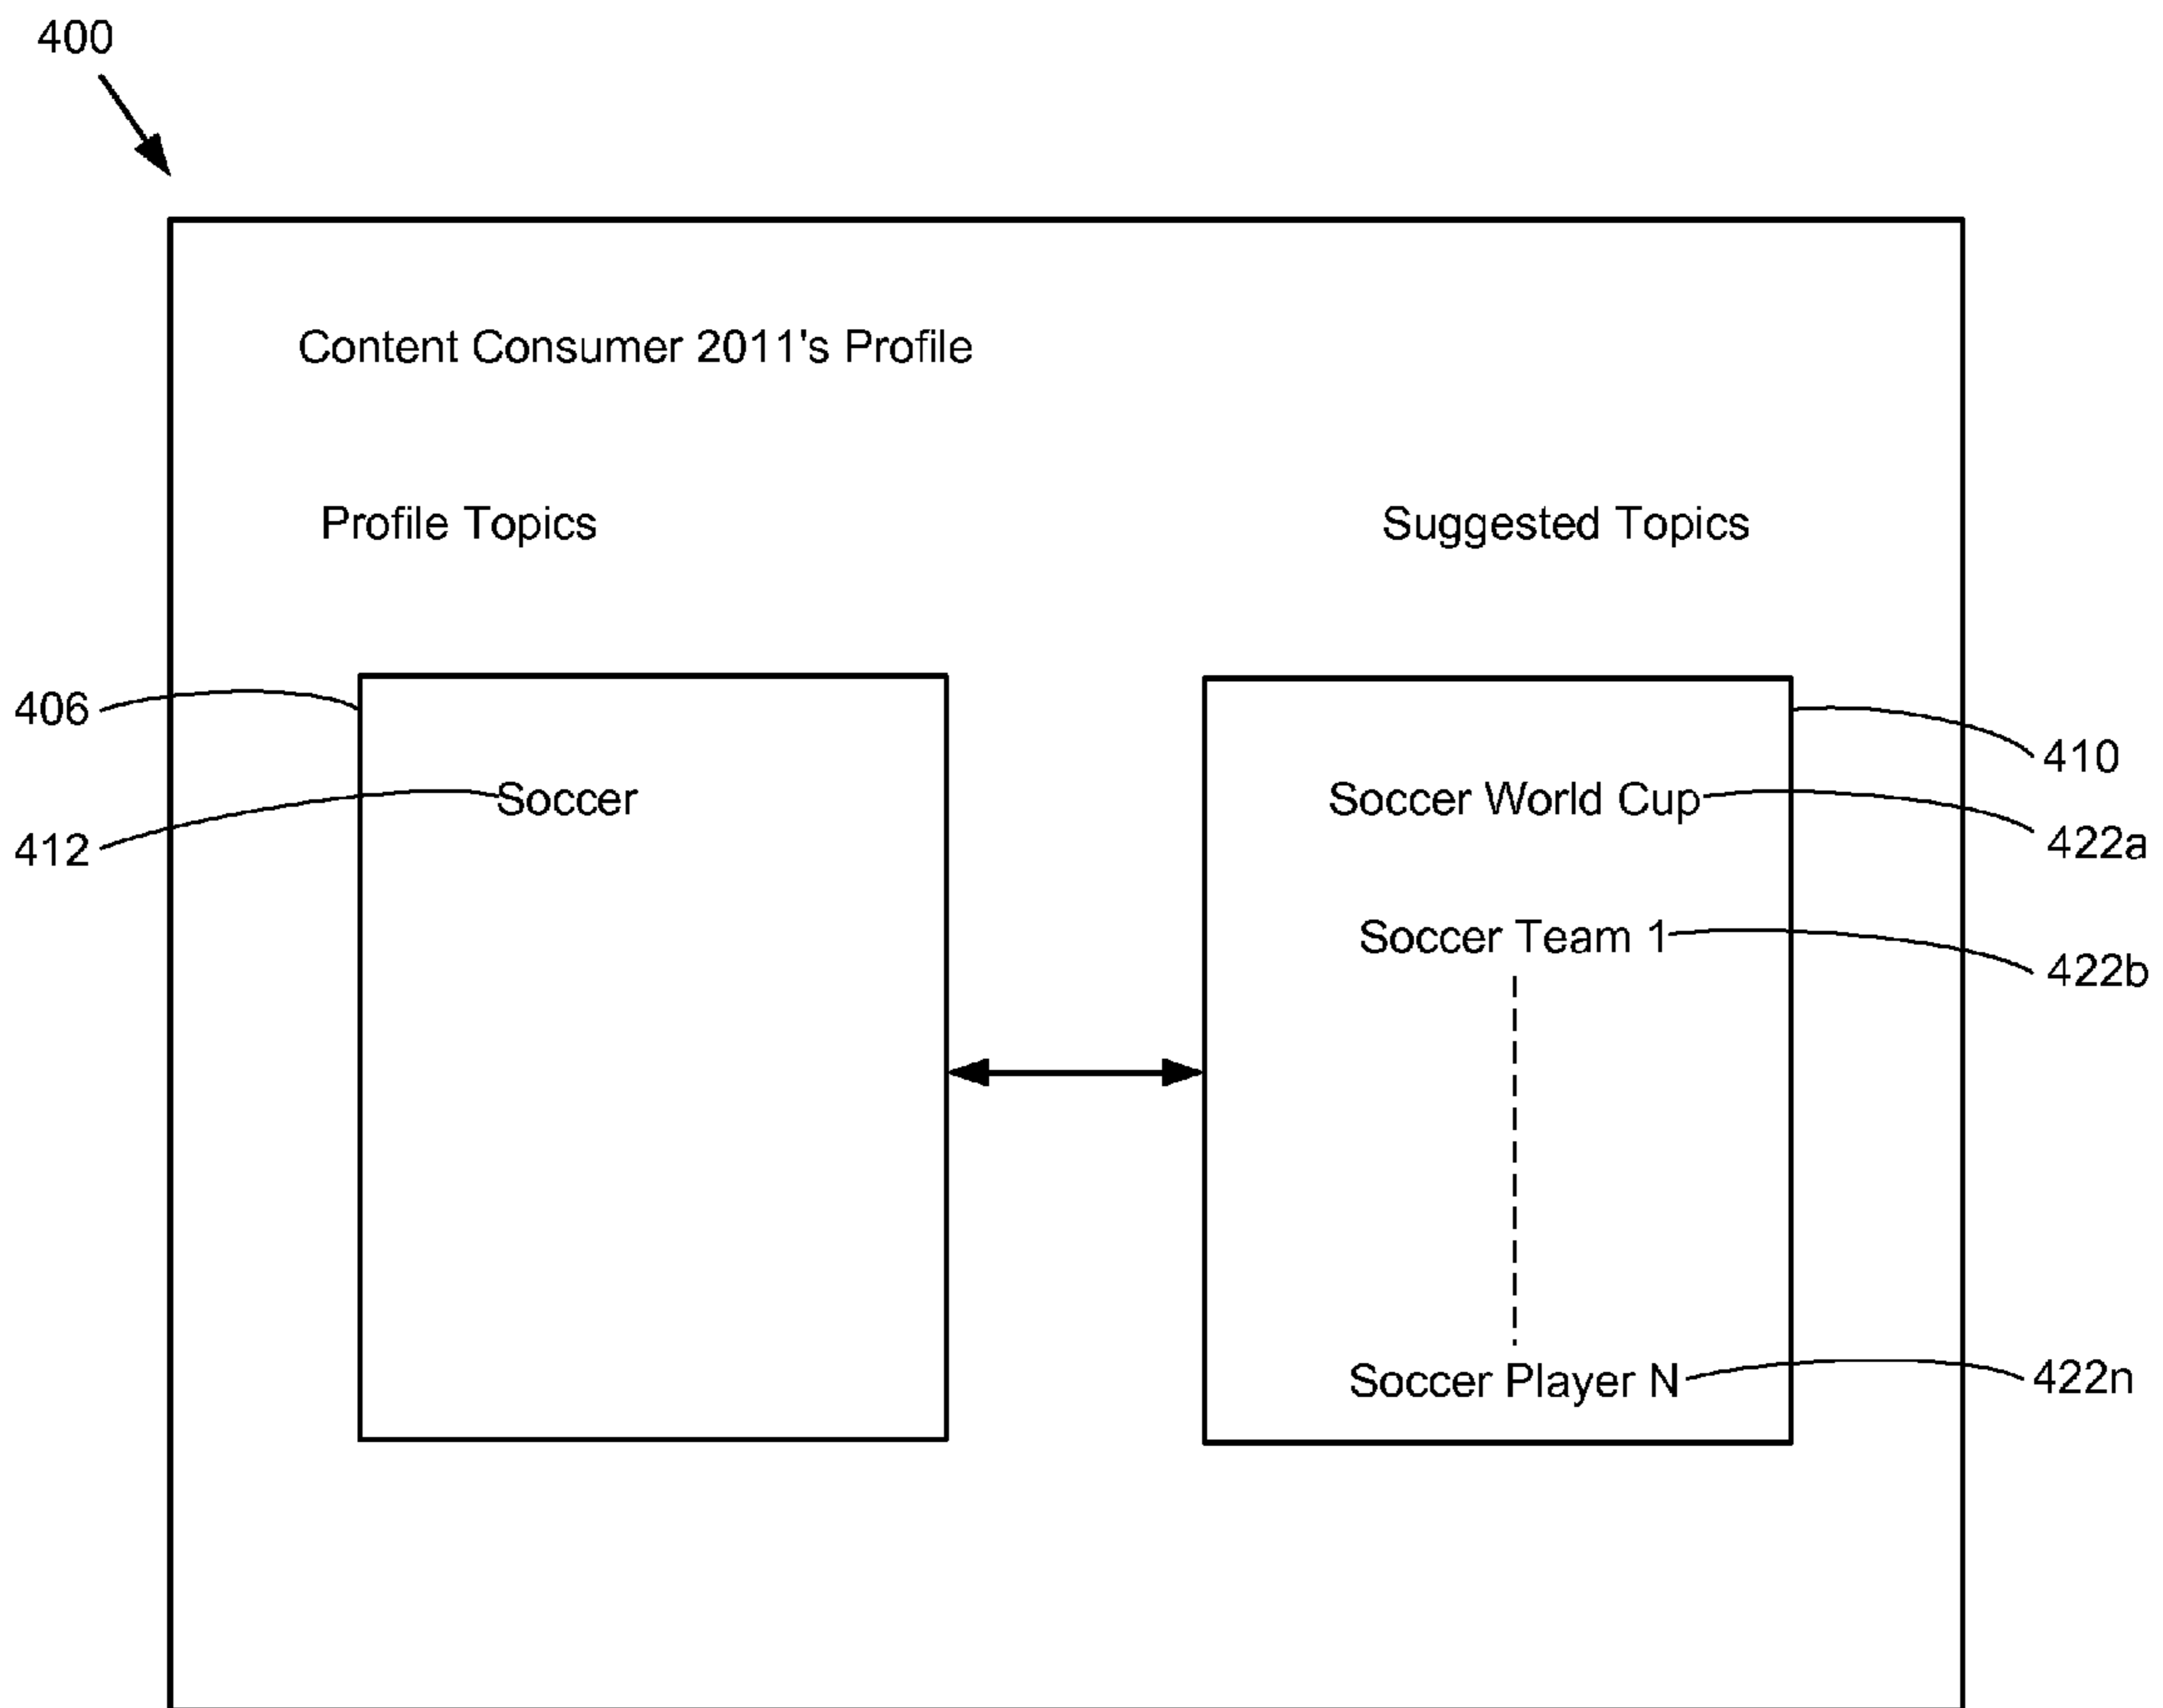 400
Content Consumer 2011's Profile
Profile Topics
Suggested Topics
406
410
412
Soccer
Soccer World Cup
422a
Soccer Team 1
422b
Soccer Player N
422n